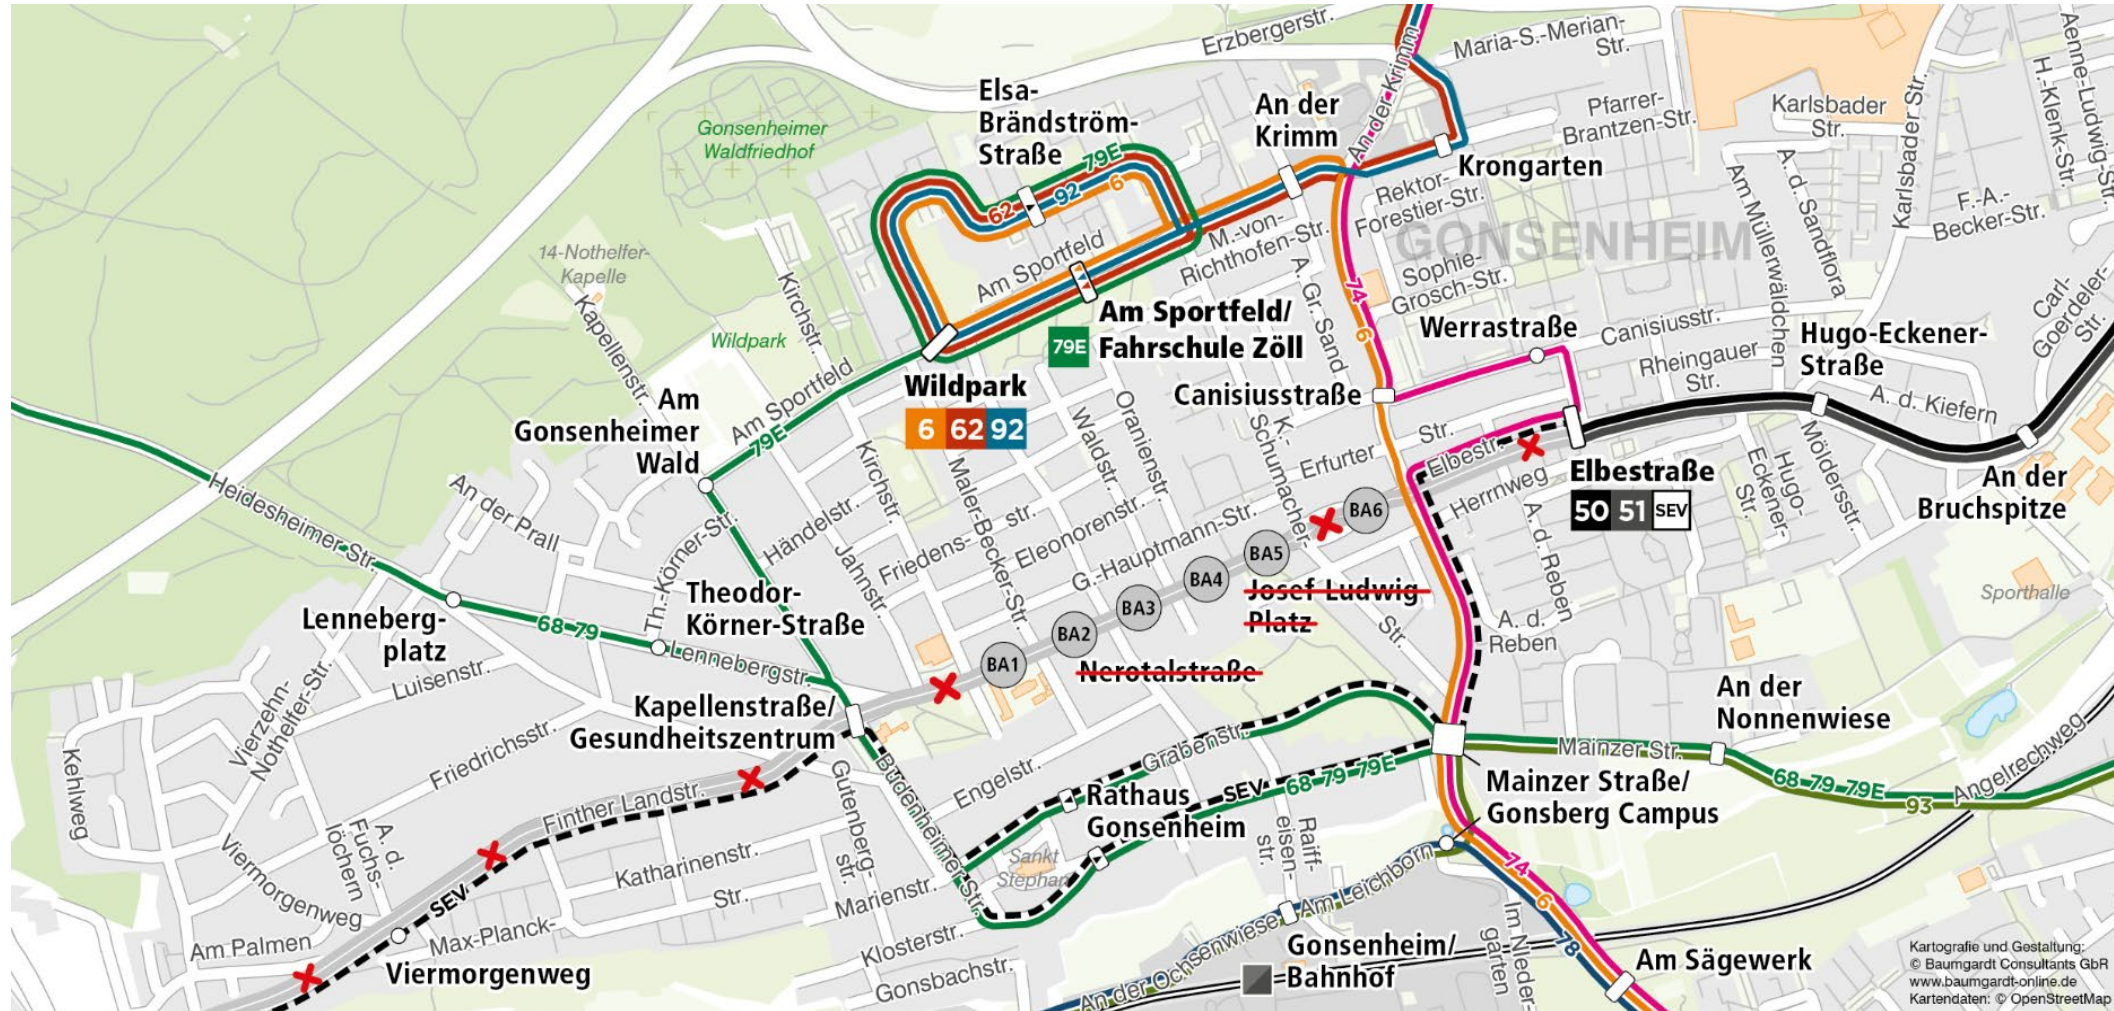 Erzbergerstr.
Maria-S.-Merian-
Str.
An der Krimm
Aenne-Ludwig-Str.
H.-Klenk-Str.
Karlsbader Str.
Karlsbader
Str.
Pfarrer-
Brantzen-Str.
Elsa-
Brändström-
Straße
An der
Krimm
Krongarten
Gonsenheimer
Waldfriedhof
79E
92
6
62
Rektor-
Forestier-Str.
GONSENHEIM
Am Müllerwäldchen
A. d. Sandflora
F.-A.-
Becker-Str.
Carl-
Goerdeler-
Str.
14-Nothelfer-
Kapelle
Kapellenstr.
Kirchstr.
Wildpark
Am Sportfeld
M.-von-
Richthofen-Str.
A. Gr. Sand
Sophie-
Grosch-Str.
74
6
79E
Am Sportfeld/
Fahrschule Zöll
Werrastraße
Canisiusstr.
Rheingauer
Str.
Hugo-Eckener-
Straße
A. d. Kiefern
Wildpark
6 62 92
Canisiusstraße
Am
Gonsenheimer
Wald
Am Sportfeld
79E
Kirchstr.
Maler-Becker-Str.
Waldstr.
Oranienstr.
K.-
Schumacher-
Str.
Erfurter
Str.
Elbestr.
Herrnweg
Elbestraße
50 51 SEV
Hugo-
Eckener-
Str.
Möldersstr.
An der
Bruchspitze
Heidesheimer Str.
An der Prall
Th.-Körner-Str.
Händelstr.
Jahnstr.
Friedens-
str.
Eleonorenstr.
G.-Hauptmann-Str.
BA6
BA5
BA4
BA3
BA2
BA1
Josef-Ludwig-
Platz
Nerotalstraße
A. d. Reben
A. d.
Reben
Sporthalle
Theodor-
Körner-Straße
Lenneberg-
platz
68 79
Lennebergstr.
Luisenstr.
Vierzehn-
Nothelfer-Str.
Kapellenstraße/
Gesundheitszentrum
Friedrichsstr.
Kehlweg
Finther Landstr.
Gutenberg-
str.
Budenheimer Str.
Engelstr.
Grabenstr.
SEV
68 79 79E
Rathaus
Gonsenheim
An der
Nonnenwiese
Mainzer Str.
68 79 79E
93
Angelrechweg
Mainzer Straße/
Gonsberg Campus
A. d.
Fuchs-
löchern
Viermorgenweg
Katharinenstr.
Marienstr.
Sankt
Stephan
Raiff-
eisen-
str.
SEV
Am Palmen
Max-Planck-
Str.
Viermorgenweg
Klosterstr.
Gonsbachstr.
An der Ochsenwiese
Am Leichborn
Gonsenheim/
Bahnhof
Im Nieder-
garten
74
6
78
Am Sägewerk
Kartografie und Gestaltung:
© Baumgardt Consultants GbR
www.baumgardt-online.de
Kartendaten: © OpenStreetMap